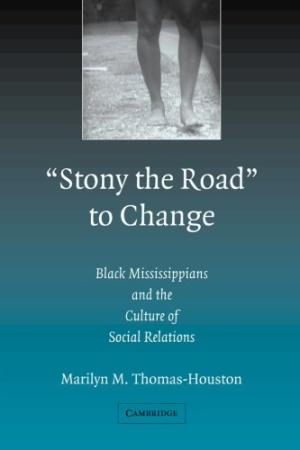 “Stony the Road”
to Change
Black Mississippians
and the
Culture of
Social Relations
Marilyn M. Thomas-Houston
CAMBRIDGE